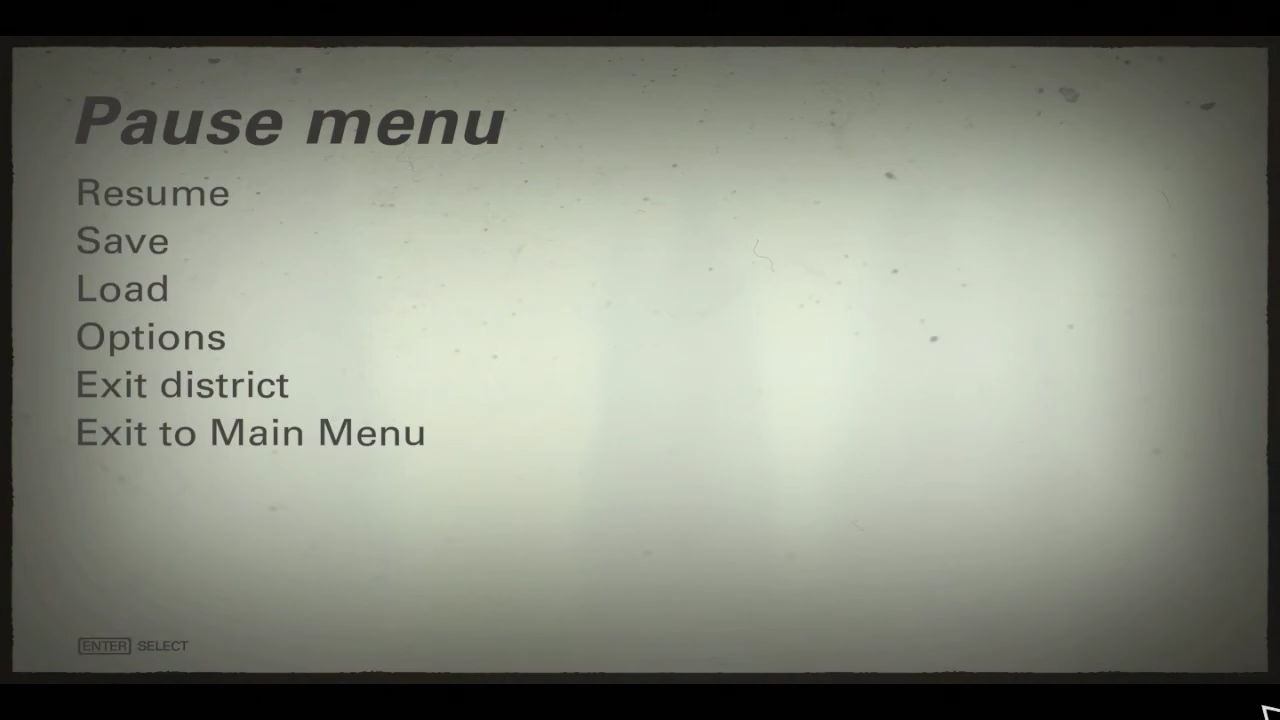 Pause menu
Resume
Save
Load
Options
Exit district
Exit to Main Menu
ENTER SELECT